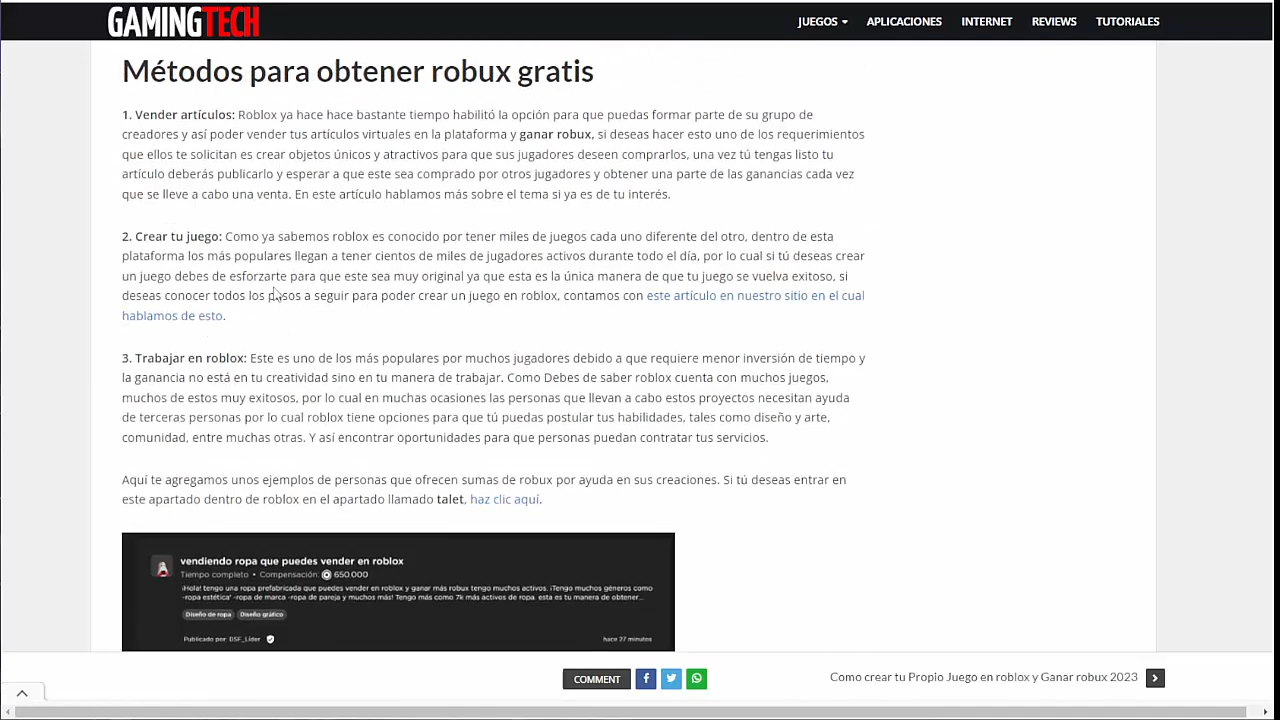 GAMINGTECH
JUEGOS
APLICACIONES
INTERNET
REVIEWS
TUTORIALES
Métodos para obtener robux gratis
1. Vender artículos: Roblox ya hace hace bastante tiempo habilitó la opción para que puedas formar parte de su grupo de
creadores y así poder vender tus artículos virtuales en la plataforma y ganar robux, si deseas hacer esto uno de los requerimientos
que ellos te solicitan es crear objetos únicos y atractivos para que sus jugadores deseen comprarlos, una vez tú tengas listo tu
artículo deberás publicarlo y esperar a que este sea comprado por otros jugadores y obtener una parte de las ganancias cada vez
que se lleve a cabo una venta. En este artículo hablamos más sobre el tema si ya es de tu interés.
2. Crear tu juego: Como ya sabemos roblox es conocido por tener miles de juegos cada uno diferente del otro, dentro de esta
plataforma los más populares llegan a tener cientos de miles de jugadores activos durante todo el día, por lo cual si tú deseas crear
un juego debes de esforzarte para que este sea muy original ya que esta es la única manera de que tu juego se vuelva exitoso, si
deseas conocer todos los pasos a seguir para poder crear un juego en roblox, contamos con este artículo en nuestro sitio en el cual
hablamos de esto.
3. Trabajar en roblox: Este es uno de los más populares por muchos jugadores debido a que requiere menor inversión de tiempo y
la ganancia no está en tu creatividad sino en tu manera de trabajar. Como Debes de saber roblox cuenta con muchos juegos,
muchos de estos muy exitosos, por lo cual en muchas ocasiones las personas que llevan a cabo estos proyectos necesitan ayuda
de terceras personas por lo cual roblox tiene opciones para que tú puedas postular tus habilidades, tales como diseño y arte,
comunidad, entre muchas otras. Y así encontrar oportunidades para que personas puedan contratar tus servicios.
Aquí te agregamos unos ejemplos de personas que ofrecen sumas de robux por ayuda en sus creaciones. Si tú deseas entrar en
este apartado dentro de roblox en el apartado llamado talet, haz clic aquí.
vendiendo ropa que puedes vender en roblox
Tiempo completo • Compensación: 650.000
¡Hola! tengo una ropa prefabricada que puedes vender en roblox y ganar más robux tengo muchos activos. ¡Tengo muchos géneros como
-ropa estética' -ropa de marca -ropa de pareja y muchos más! Tengo más como 7k más activos de ropa. esta es tu manera de obtener...
Diseño de ropa
Diseño gráfico
Publicado por: DSF_Lider
hace 27 minutos
COMMENT
Como crear tu Propio Juego en roblox y Ganar robux 2023